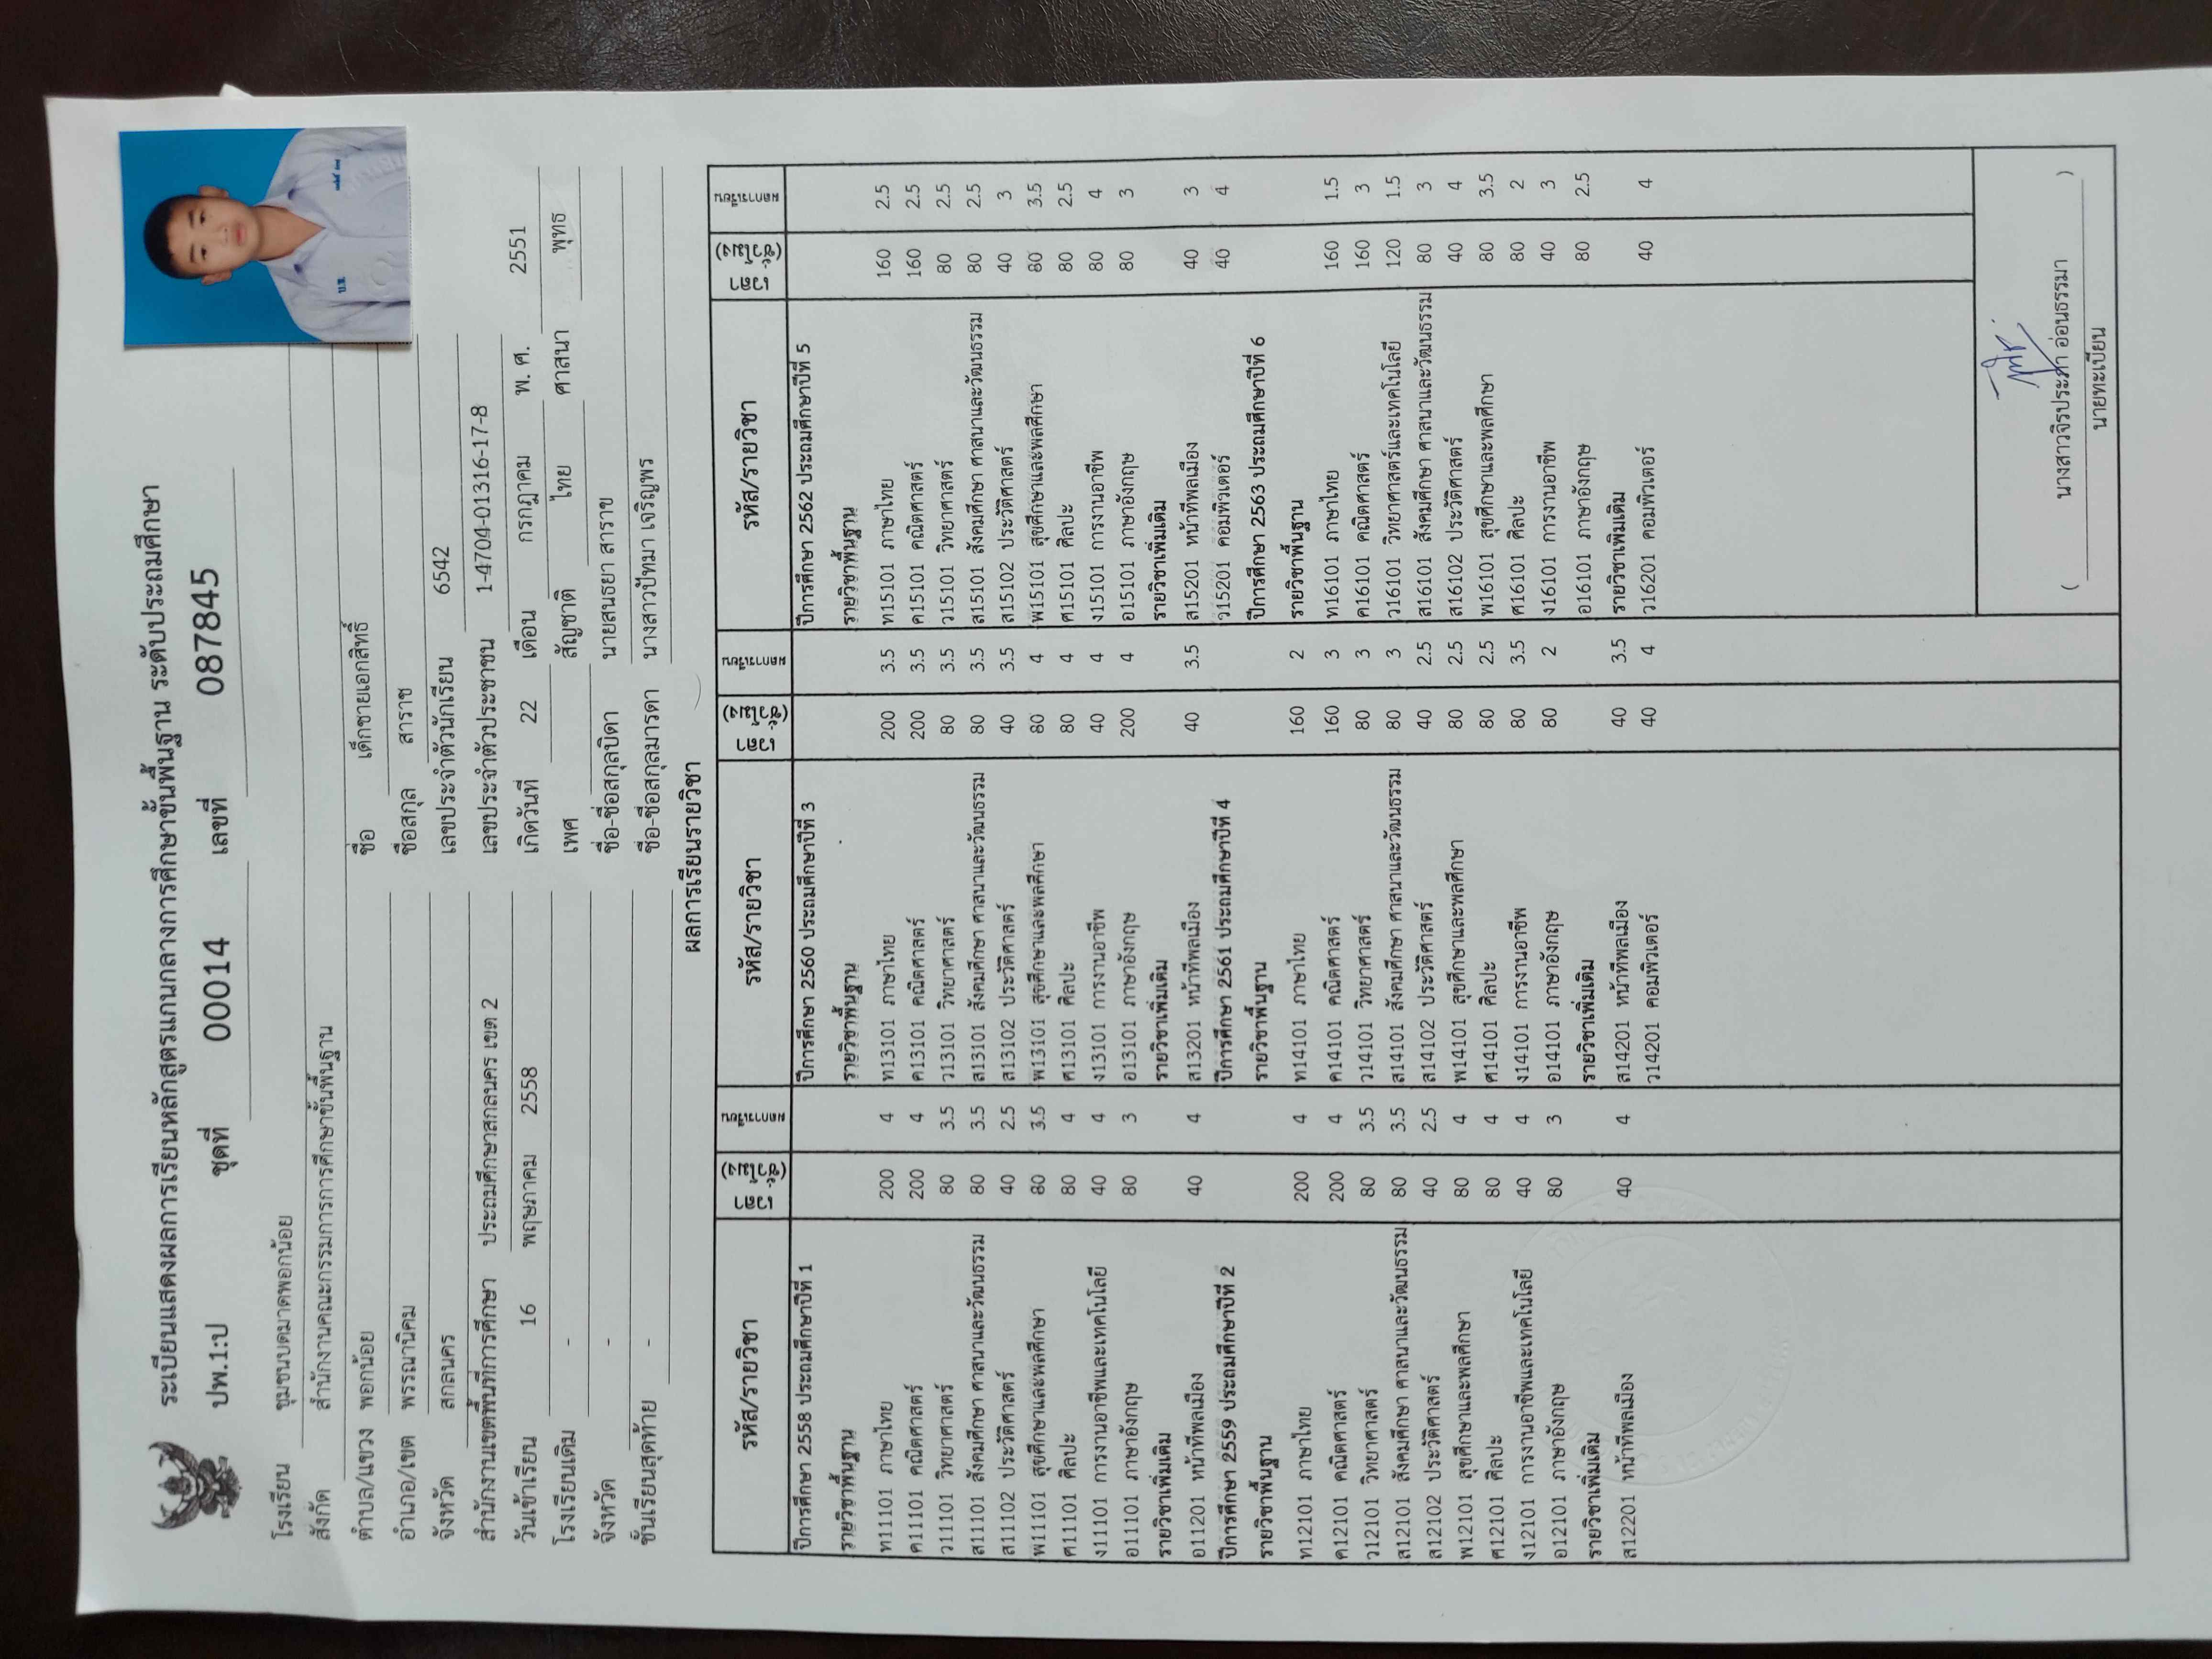 ระเบียนแสดงผลการเรียนหลักสูตรแกนกลางการศึกษาขั้นพื้นฐาน ระดับประถมศึกษา
ปพ.1:ป ชุดที่ 00014 เลขที่ 087845
โรงเรียน ชุมชนบดมาดพอกน้อย
สังกัด สำนักงานคณะกรรมการการศึกษาขั้นพื้นฐาน
ตำบล/แขวง พอกน้อย
อำเภอ/เขต พรรณานิคม
จังหวัด สกลนคร
สำนักงานเขตพื้นที่การศึกษา ประถมศึกษาสกลนคร เขต 2
วันเข้าเรียน 16 พฤษภาคม 2558
โรงเรียนเดิม -
จังหวัด -
ชั้นเรียนสุดท้าย -
ชื่อ เด็กชายเอกสิทธิ์
ชื่อสกุล สาราช
เลขประจำตัวนักเรียน 6542
เลขประจำตัวประชาชน 1-4704-01316-17-8
เกิดวันที่ 22 เดือน กรกฎาคม พ.ศ. 2551
เพศ สัญชาติ ไทย ศาสนา พุทธ
ชื่อ-ชื่อสกุลบิดา นายสนธยา สาราช
ชื่อ-ชื่อสกุลมารดา นางสาวปัทมา เจริญพร
ผลการเรียนรายวิชา
รหัส/รายวิชา เวลา (ชั่วโมง) ผลการเรียน
ปีการศึกษา 2558 ประถมศึกษาปีที่ 1
รายวิชาพื้นฐาน
ท11101 ภาษาไทย 200 4
ค11101 คณิตศาสตร์ 200 4
ว11101 วิทยาศาสตร์ 80 3.5
ส11101 สังคมศึกษา ศาสนาและวัฒนธรรม 80 3.5
ส11102 ประวัติศาสตร์ 40 2.5
พ11101 สุขศึกษาและพลศึกษา 80 3.5
ศ11101 ศิลปะ 80 4
ง11101 การงานอาชีพและเทคโนโลยี 40 4
อ11101 ภาษาอังกฤษ 80 3
รายวิชาเพิ่มเติม
อ11201 หน้าที่พลเมือง 40 4
ปีการศึกษา 2559 ประถมศึกษาปีที่ 2
รายวิชาพื้นฐาน
ท12101 ภาษาไทย 200 4
ค12101 คณิตศาสตร์ 200 4
ว12101 วิทยาศาสตร์ 80 3.5
ส12101 สังคมศึกษา ศาสนาและวัฒนธรรม 80 3.5
ส12102 ประวัติศาสตร์ 40 2.5
พ12101 สุขศึกษาและพลศึกษา 80 4
ศ12101 ศิลปะ 80 4
ง12101 การงานอาชีพและเทคโนโลยี 40 4
อ12101 ภาษาอังกฤษ 80 3
รายวิชาเพิ่มเติม
ส12201 หน้าที่พลเมือง 40 4
รหัส/รายวิชา เวลา (ชั่วโมง) ผลการเรียน
ปีการศึกษา 2560 ประถมศึกษาปีที่ 3
รายวิชาพื้นฐาน
ท13101 ภาษาไทย 200 3.5
ค13101 คณิตศาสตร์ 200 3.5
ว13101 วิทยาศาสตร์ 80 3.5
ส13101 สังคมศึกษา ศาสนาและวัฒนธรรม 80 3.5
ส13102 ประวัติศาสตร์ 40 3.5
พ13101 สุขศึกษาและพลศึกษา 80 4
ศ13101 ศิลปะ 80 4
ง13101 การงานอาชีพ 40 4
อ13101 ภาษาอังกฤษ 200 4
รายวิชาเพิ่มเติม
ส13201 หน้าที่พลเมือง 40 3.5
ปีการศึกษา 2561 ประถมศึกษาปีที่ 4
รายวิชาพื้นฐาน
ท14101 ภาษาไทย 160 2
ค14101 คณิตศาสตร์ 160 3
ว14101 วิทยาศาสตร์ 80 3
ส14101 สังคมศึกษา ศาสนาและวัฒนธรรม 80 3
ส14102 ประวัติศาสตร์ 40 2.5
พ14101 สุขศึกษาและพลศึกษา 80 2.5
ศ14101 ศิลปะ 80 2.5
ง14101 การงานอาชีพ 80 3.5
อ14101 ภาษาอังกฤษ 80 2
รายวิชาเพิ่มเติม
ส14201 หน้าที่พลเมือง 40 3.5
ว14201 คอมพิวเตอร์ 40 4
รหัส/รายวิชา เวลา (ชั่วโมง) ผลการเรียน
ปีการศึกษา 2562 ประถมศึกษาปีที่ 5
รายวิชาพื้นฐาน
ท15101 ภาษาไทย 160 2.5
ค15101 คณิตศาสตร์ 160 2.5
ว15101 วิทยาศาสตร์ 80 2.5
ส15101 สังคมศึกษา ศาสนาและวัฒนธรรม 80 2.5
ส15102 ประวัติศาสตร์ 40 3
พ15101 สุขศึกษาและพลศึกษา 80 3.5
ศ15101 ศิลปะ 80 2.5
ง15101 การงานอาชีพ 80 4
อ15101 ภาษาอังกฤษ 80 3
รายวิชาเพิ่มเติม
ส15201 หน้าที่พลเมือง 40 3
ว15201 คอมพิวเตอร์ 40 4
ปีการศึกษา 2563 ประถมศึกษาปีที่ 6
รายวิชาพื้นฐาน
ท16101 ภาษาไทย 160 1.5
ค16101 คณิตศาสตร์ 160 3
ว16101 วิทยาศาสตร์และเทคโนโลยี 120 1.5
ส16101 สังคมศึกษา ศาสนาและวัฒนธรรม 80 3
ส16102 ประวัติศาสตร์ 40 4
พ16101 สุขศึกษาและพลศึกษา 80 3.5
ศ16101 ศิลปะ 80 2
ง16101 การงานอาชีพ 40 3
อ16101 ภาษาอังกฤษ 80 2.5
รายวิชาเพิ่มเติม
ว16201 คอมพิวเตอร์ 40 4
( นางสาวจิรประภา อ่อนธรรมา )
นายทะเบียน